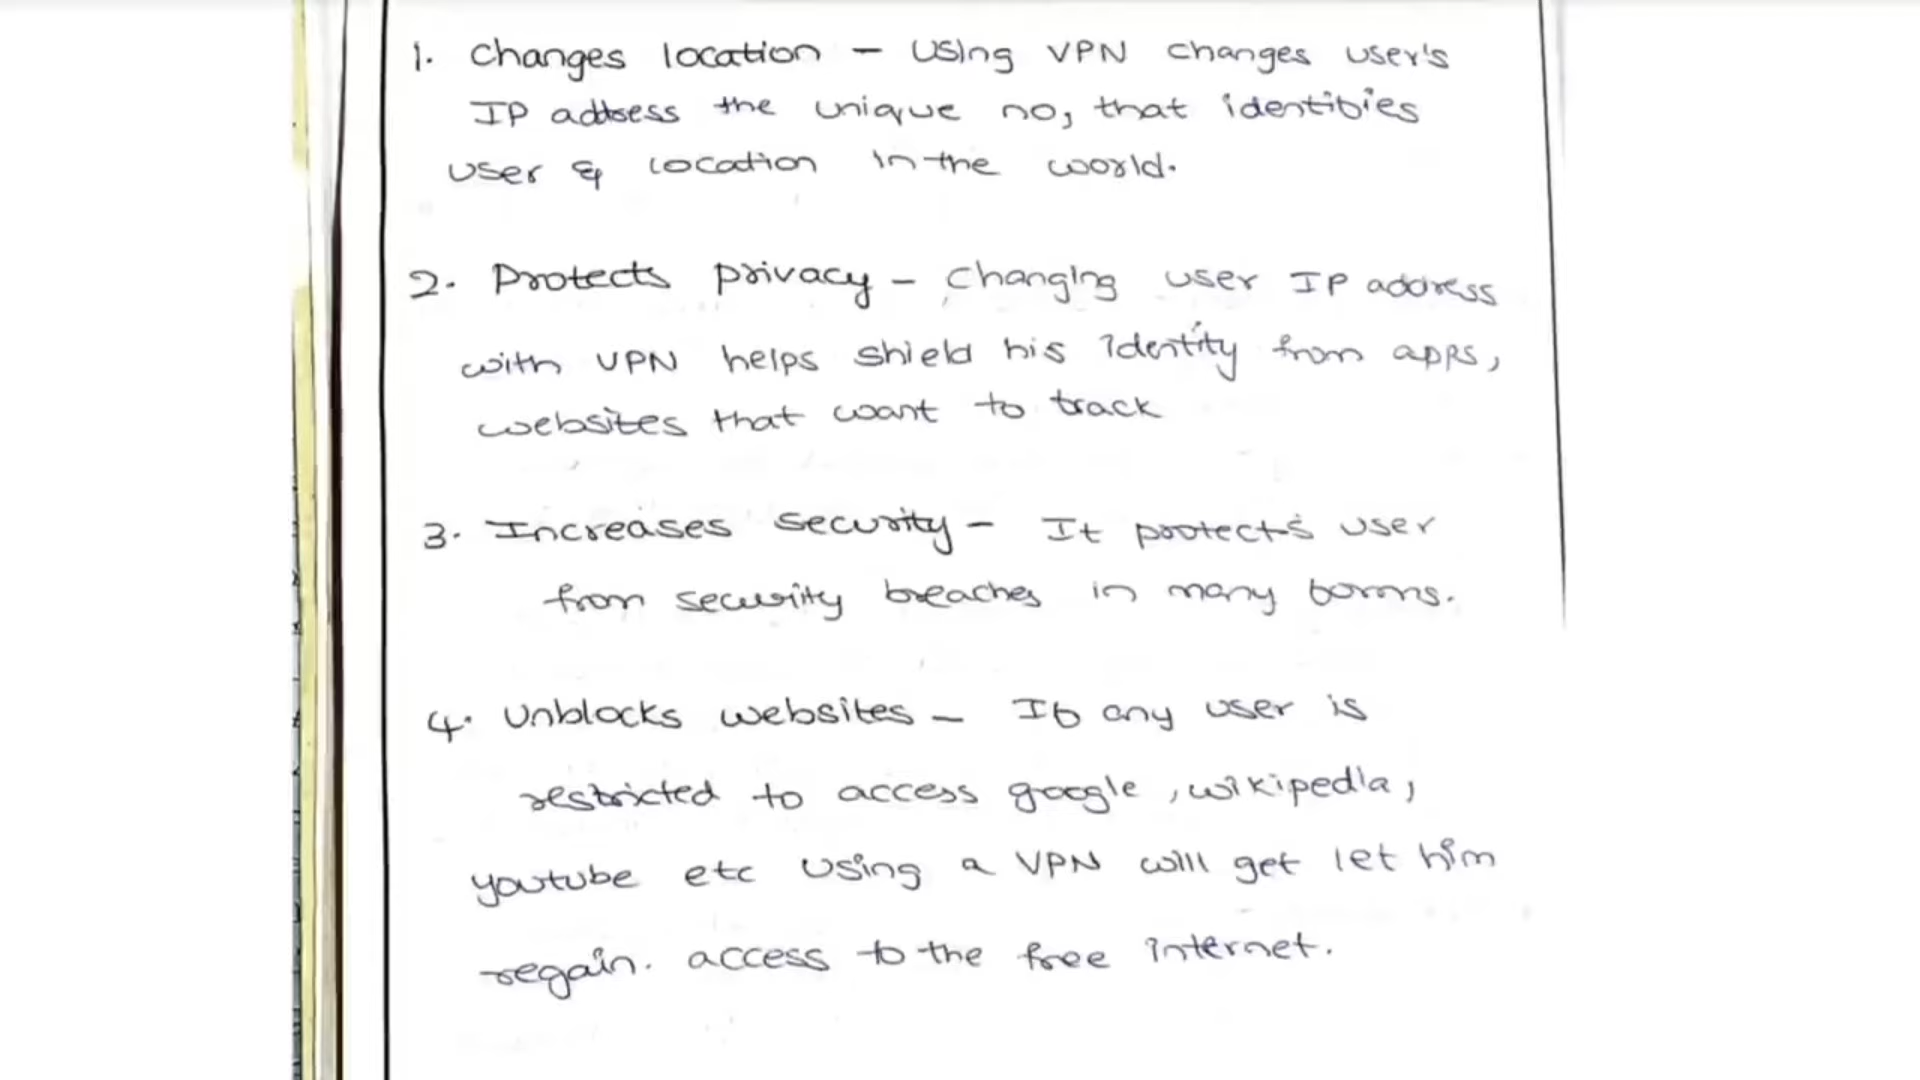 1. Changes location - Using VPN changes user's
IP address the unique no, that identifies
user & location in the world.
2. Protects privacy - Changing user IP address
with VPN helps shield his Identity from apps,
websites that want to track
3. Increases security - It protects user
from security breaches in many forms.
4. Unblocks websites - If any user is
restricted to access google, wikipedia,
youtube etc using a VPN will get let him
regain. access to the free internet.